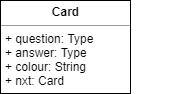 Card
+ question: Type
+ answer: Type
+ colour: String
+ nxt: Card